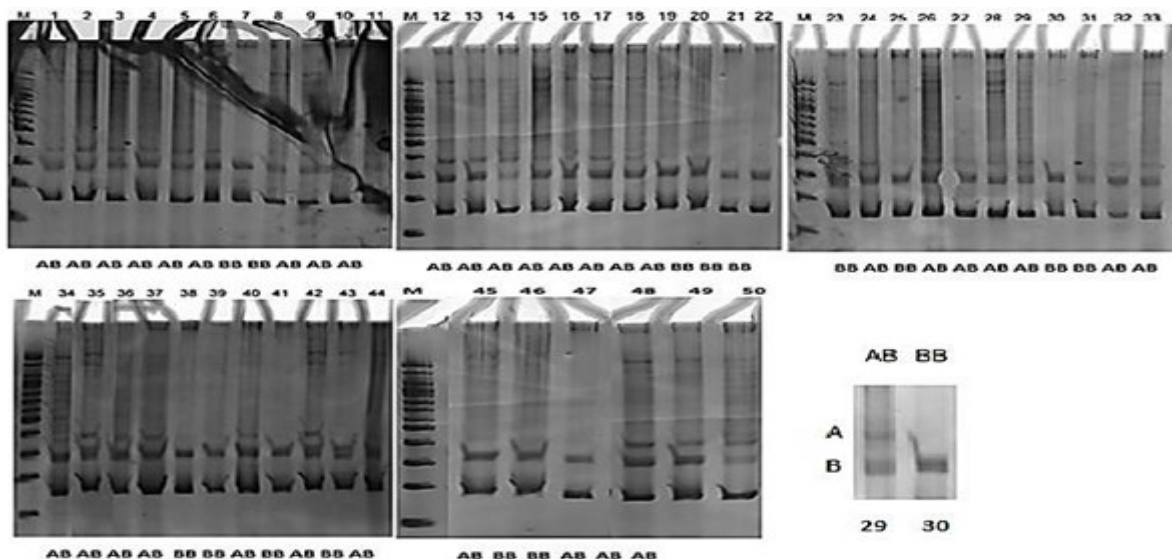 M 1 2 3 4 5 6 7 8 9 10 11
AB AB AB AB AB AB BB BB AB AB AB
M 12 13 14 15 16 17 18 19 20 21 22
AB AB AB AB AB AB AB AB BB BB BB
M 23 24 25 26 27 28 29 30 31 32 33
BB AB BB AB AB AB AB BB BB AB AB
M 34 35 36 37 38 39 40 41 42 43 44
AB AB AB AB BB BB AB BB AB BB AB
M 45 46 47 48 49 50
AB BB BB AB AB AB
AB BB
A
B
29 30